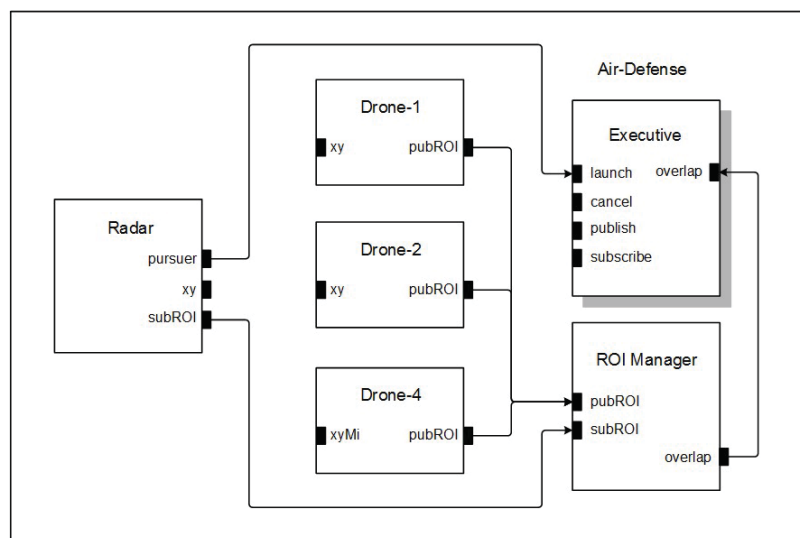 Air-Defense
Drone-1
xy
pubROI
Executive
launch
overlap
cancel
publish
subscribe
Radar
pursuer
xy
subROI
Drone-2
xy
pubROI
Drone-4
xyMi
pubROI
ROI Manager
pubROI
subROI
overlap